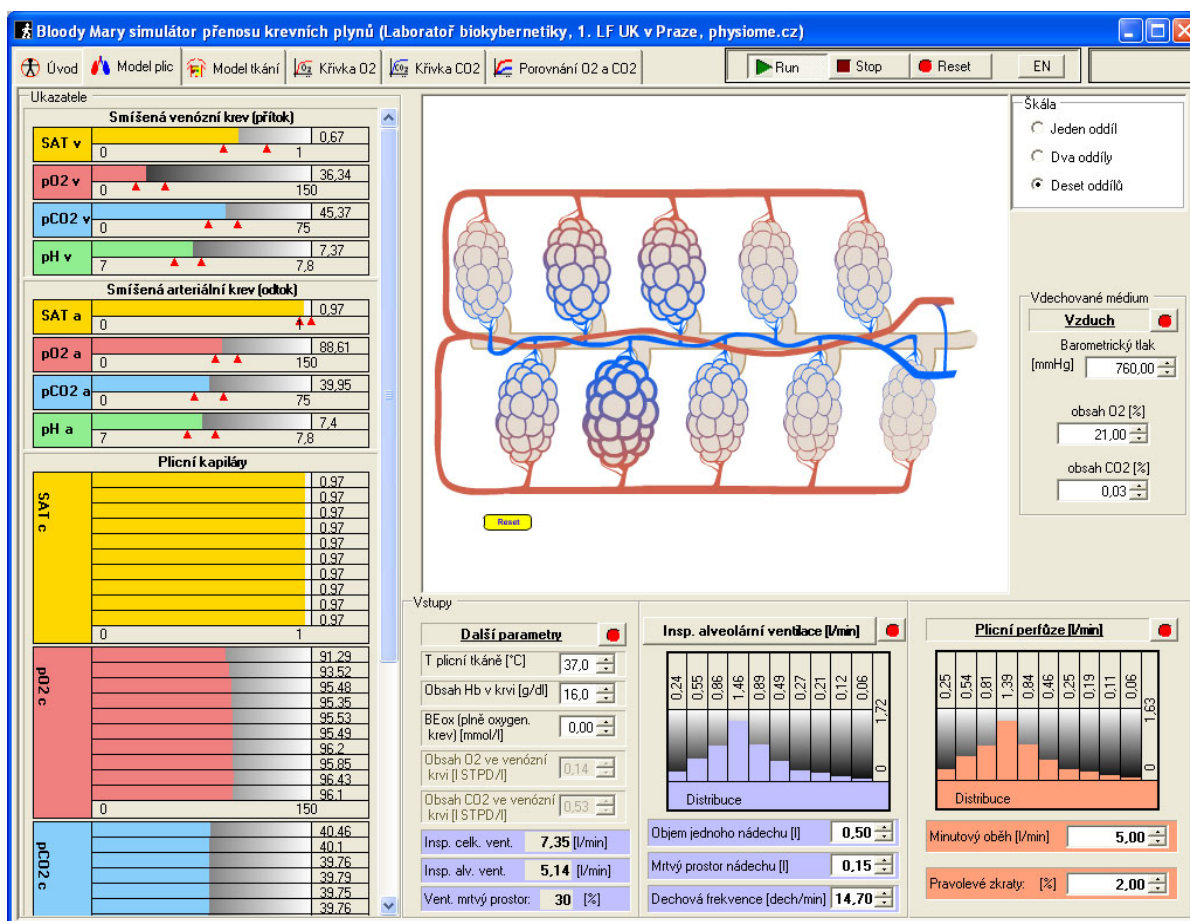 Bloody Mary simulátor přenosu krevních plynů (Laboratoř biokybernetiky, 1. LF UK v Praze, physiome.cz)
Úvod Model plic Model tkání Křivka O2 Křivka CO2 Porovnání O2 a CO2 Run Stop Reset EN
Ukazatele
Smíšená venózní krev (přítok)
SAT v 0,67
0 1
pO2 v 36,34
0 150
pCO2 v 45,37
0 75
pH v 7,37
7 7,8
Smíšená arteriální krev (odtok)
SAT a 0,97
0 1
pO2 a 88,61
0 150
pCO2 a 39,95
0 75
pH a 7,4
7 7,8
Plicní kapiláry
SAT c
0.97
0.97
0.97
0.97
0.97
0.97
0.97
0.97
0.97
0.97
0 1
pO2 c
91.29
93.52
95.48
95.35
95.53
95.49
96.2
95.85
96.43
96.1
0 150
pCO2 c
40.46
40.1
39.76
39.79
39.75
39.76
Reset
Škála
Jeden oddíl
Dva oddíly
Deset oddílů
Vdechované médium
Vzduch
Barometrický tlak
[mmHg] 760,00
obsah O2 [%]
21,00
obsah CO2 [%]
0,03
Vstupy
Další parametry
T plicní tkáně [°C] 37,0
Obsah Hb v krvi [g/dl] 16,0
BEox (plně oxygen.
krev) [mmol/l] 0,00
Obsah O2 ve venózní
krvi [l STPD/l] 0,14
Obsah CO2 ve venózní
krvi [l STPD/l] 0,53
Insp. celk. vent. 7,35 [l/min]
Insp. alv. vent. 5,14 [l/min]
Vent. mrtvý prostor: 30 [%]
Insp. alveolární ventilace [l/min]
0,24 0,55 0,86 1,46 0,89 0,49 0,27 0,21 0,12 0,06
1,72
0
Distribuce
Objem jednoho nádechu [l] 0,50
Mrtvý prostor nádechu [l] 0,15
Dechová frekvence [dech/min] 14,70
Plicní perfúze [l/min]
0,25 0,54 0,81 1,39 0,84 0,46 0,25 0,19 0,11 0,06
1,63
0
Distribuce
Minutový oběh [l/min] 5,00
Pravolevé zkraty: [%] 2,00